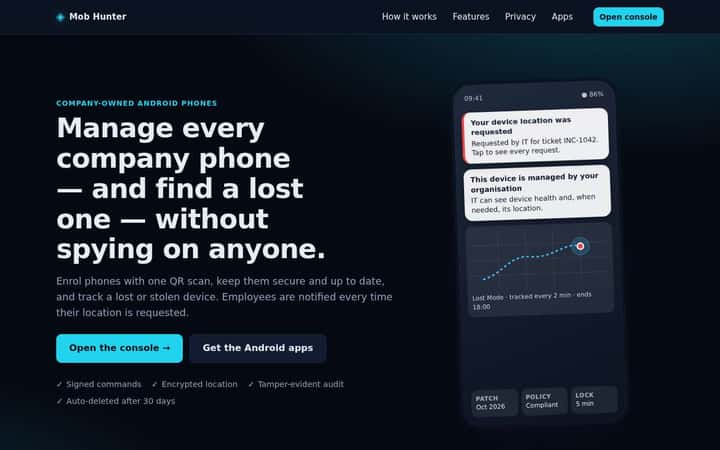 Mob Hunter
How it works
Features
Privacy
Apps
Open console
COMPANY-OWNED ANDROID PHONES
Manage every
company phone
— and find a lost
one — without
spying on anyone.
Enrol phones with one QR scan, keep them secure and up to date,
and track a lost or stolen device. Employees are notified every time
their location is requested.
Open the console →
Get the Android apps
✓ Signed commands ✓ Encrypted location ✓ Tamper-evident audit
✓ Auto-deleted after 30 days
09:41
86%
Your device location was
requested
Requested by IT for ticket INC-1042.
Tap to see every request.
This device is managed by your
organisation
IT can see device health and, when
needed, its location.
Lost Mode · tracked every 2 min · ends
18:00
PATCH
Oct 2026
POLICY
Compliant
LOCK
5 min